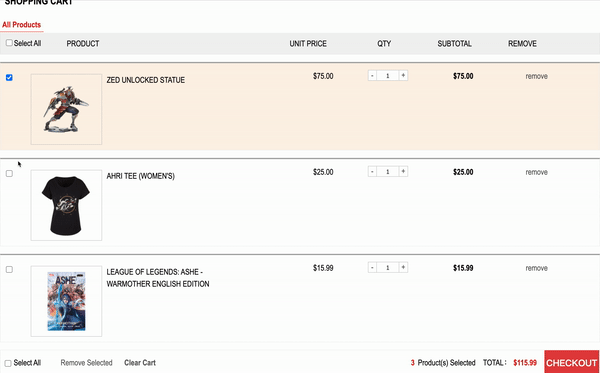 SHOPPING CART
All Products
Select All PRODUCT UNIT PRICE QTY SUBTOTAL REMOVE
ZED UNLOCKED STATUE $75.00 - 1 + $75.00 remove
AHRI TEE (WOMEN'S) $25.00 - 1 + $25.00 remove
LEAGUE OF LEGENDS: ASHE - $15.99 - 1 + $15.99 remove
WARMOTHER ENGLISH EDITION
ASHE
Select All Remove Selected Clear Cart 3 Product(s) Selected TOTAL: $115.99 CHECKOUT